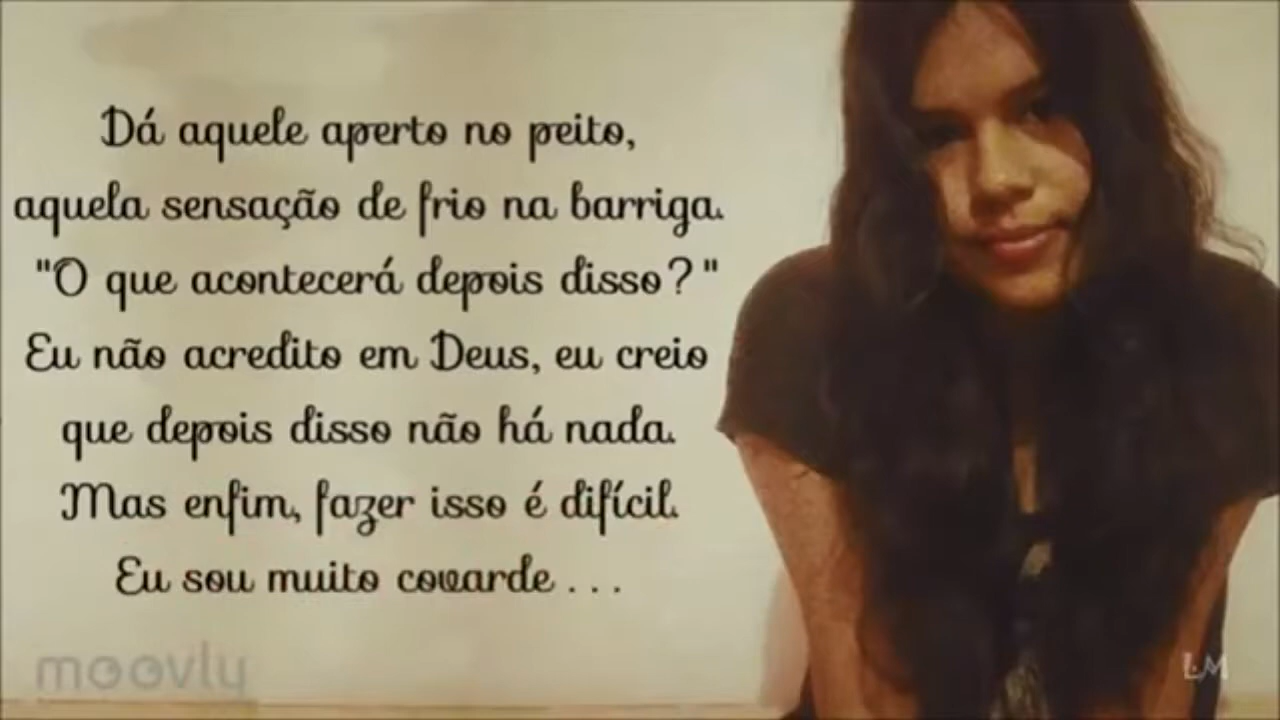 Dá aquele aperto no peito,
aquela sensação de frio na barriga.
"O que acontecerá depois disso?"
Eu não acredito em Deus, eu creio
que depois disso não há nada.
Mas enfim, fazer isso é difícil.
Eu sou muito covarde . . .
moovly
LM